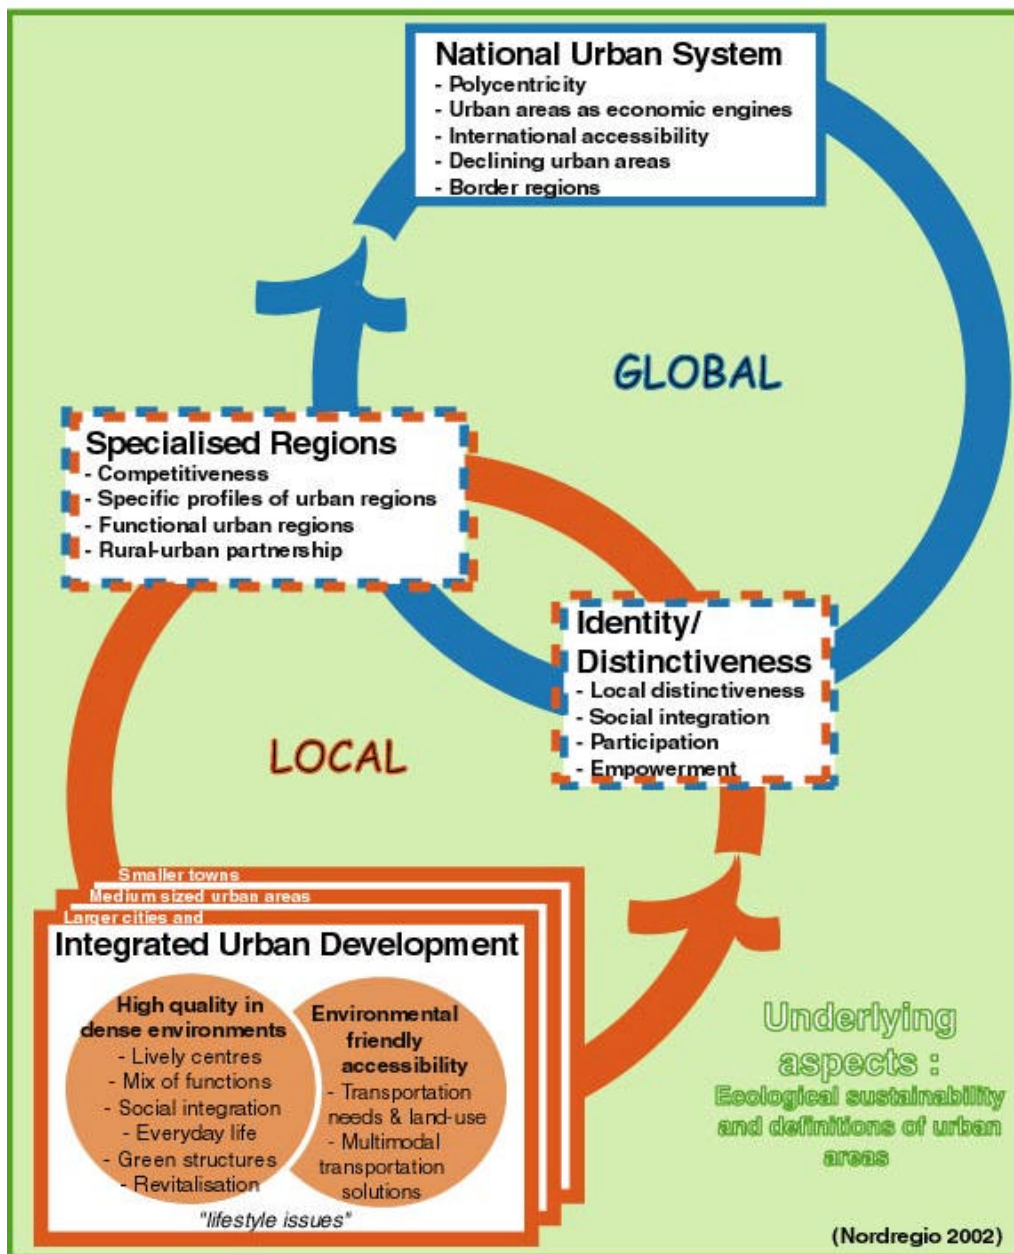 National Urban System
- Polycentricity
- Urban areas as economic engines
- International accessibility
- Declining urban areas
- Border regions
GLOBAL
Specialised Regions
- Competitiveness
- Specific profiles of urban regions
- Functional urban regions
- Rural-urban partnership
Identity/
Distinctiveness
- Local distinctiveness
- Social integration
- Participation
- Empowerment
LOCAL
Smaller towns
Medium sized urban areas
Larger cities and
Integrated Urban Development
High quality in
dense environments
- Lively centres
- Mix of functions
- Social integration
- Everyday life
- Green structures
- Revitalisation
Environmental
friendly
accessibility
- Transportation
needs & land-use
- Multimodal
transportation
solutions
"lifestyle issues"
Underlying
aspects :
Ecological sustainability
and definitions of urban
areas
(Nordregio 2002)